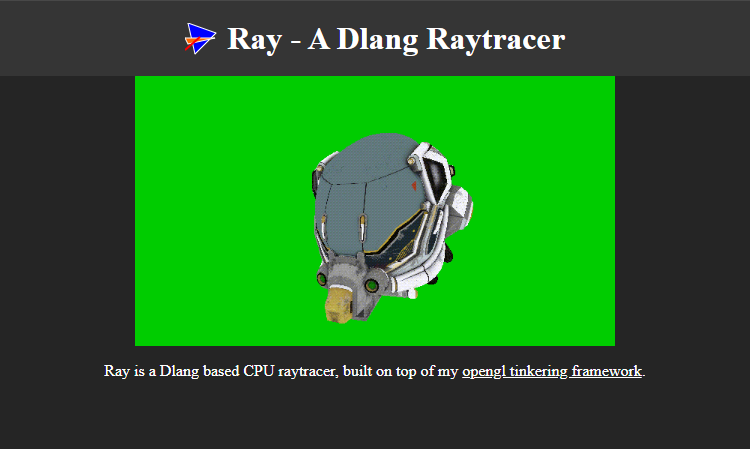 Ray - A Dlang Raytracer
Ray is a Dlang based CPU raytracer, built on top of my opengl tinkering framework.